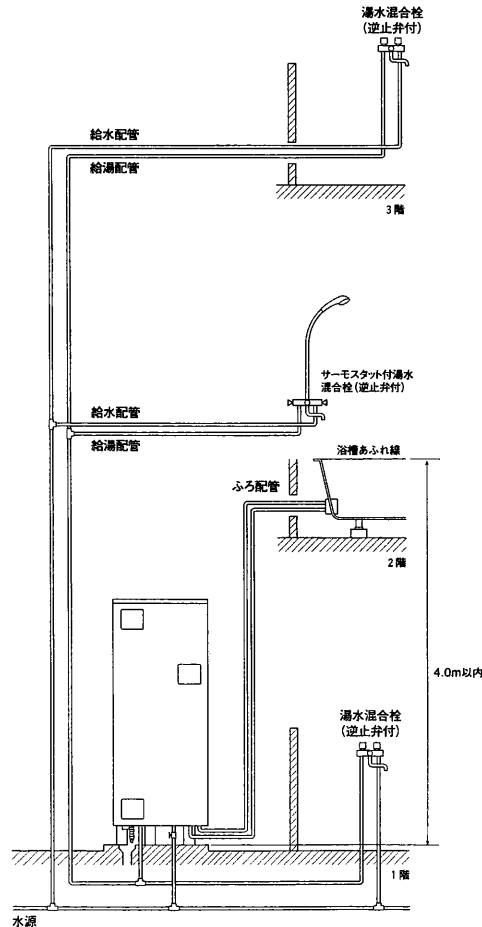 湯水混合栓
（逆止弁付）
給水配管
給湯配管
3階
サーモスタット付湯水
混合栓（逆止弁付）
給水配管
給湯配管
浴槽あふれ線
ふろ配管
2階
4.0m以内
湯水混合栓
（逆止弁付）
1階
水源